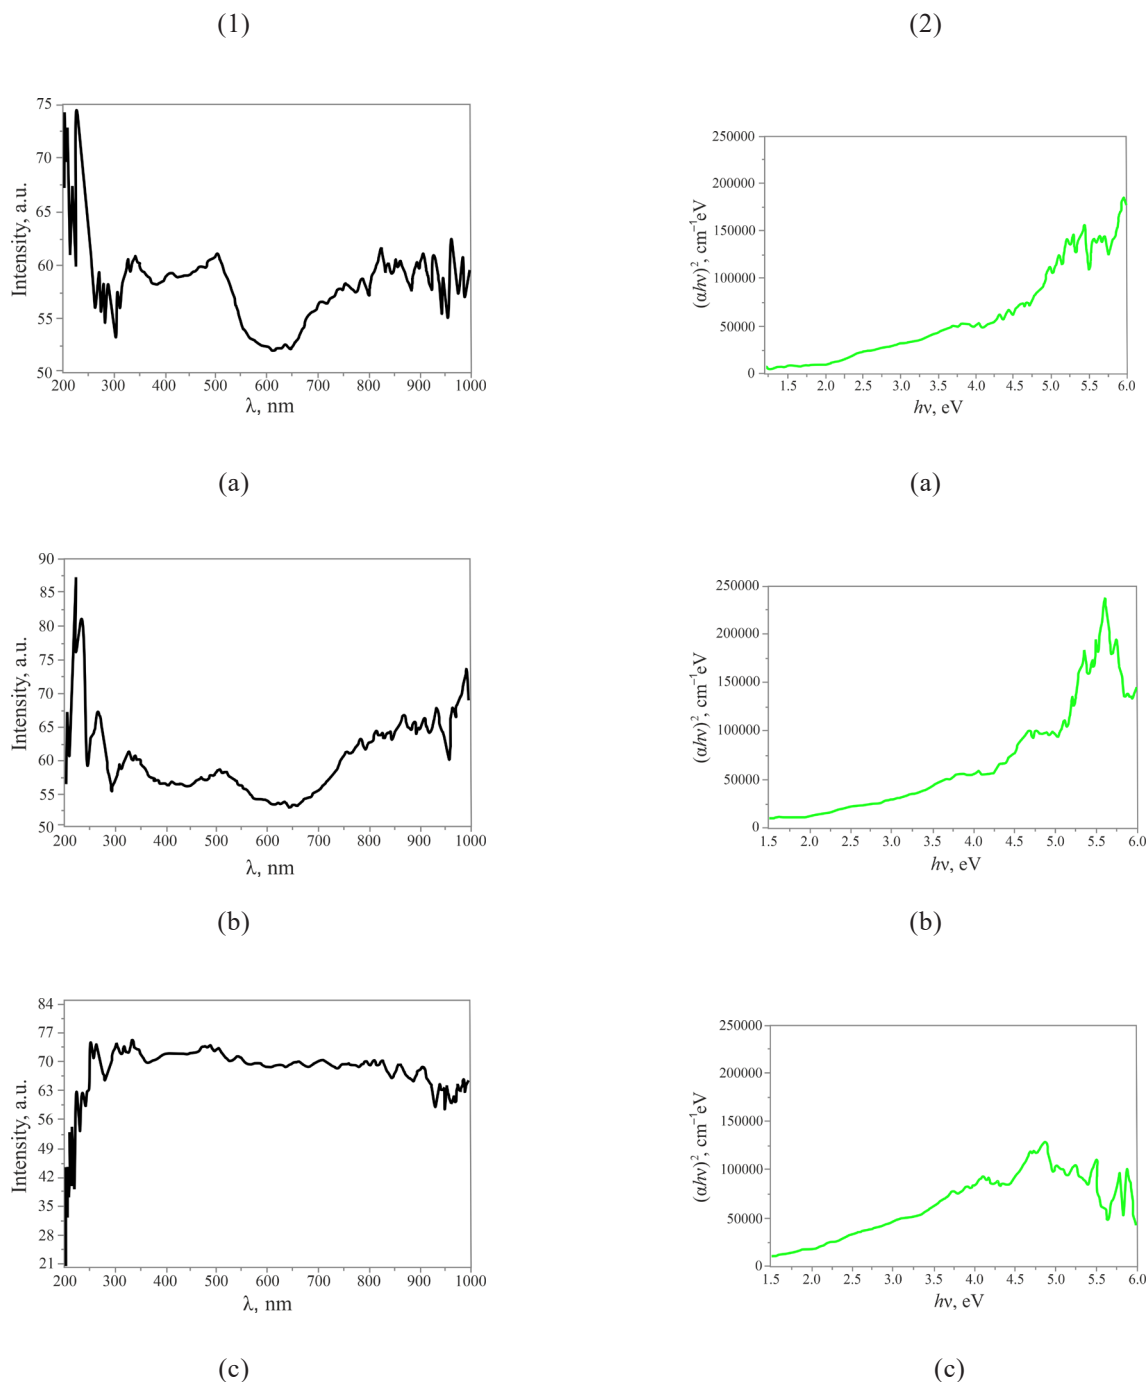 (1)
(2)
75
70
65
60
55
50
200 300 400 500 600 700 800 900 1000
Intensity, a.u.
λ, nm
(a)
250000
200000
150000
100000
50000
0
1.5 2.0 2.5 3.0 3.5 4.0 4.5 5.0 5.5 6.0
(αhν)², cm⁻¹eV
hν, eV
(a)
90
85
80
75
70
65
60
55
50
200 300 400 500 600 700 800 900 1000
Intensity, a.u.
λ, nm
(b)
250000
200000
150000
100000
50000
0
1.5 2.0 2.5 3.0 3.5 4.0 4.5 5.0 5.5 6.0
(αhν)², cm⁻¹eV
hν, eV
(b)
84
77
70
63
56
49
42
35
28
21
200 300 400 500 600 700 800 900 1000
Intensity, a.u.
λ, nm
(c)
250000
200000
150000
100000
50000
0
1.5 2.0 2.5 3.0 3.5 4.0 4.5 5.0 5.5 6.0
(αhν)², cm⁻¹eV
hν, eV
(c)